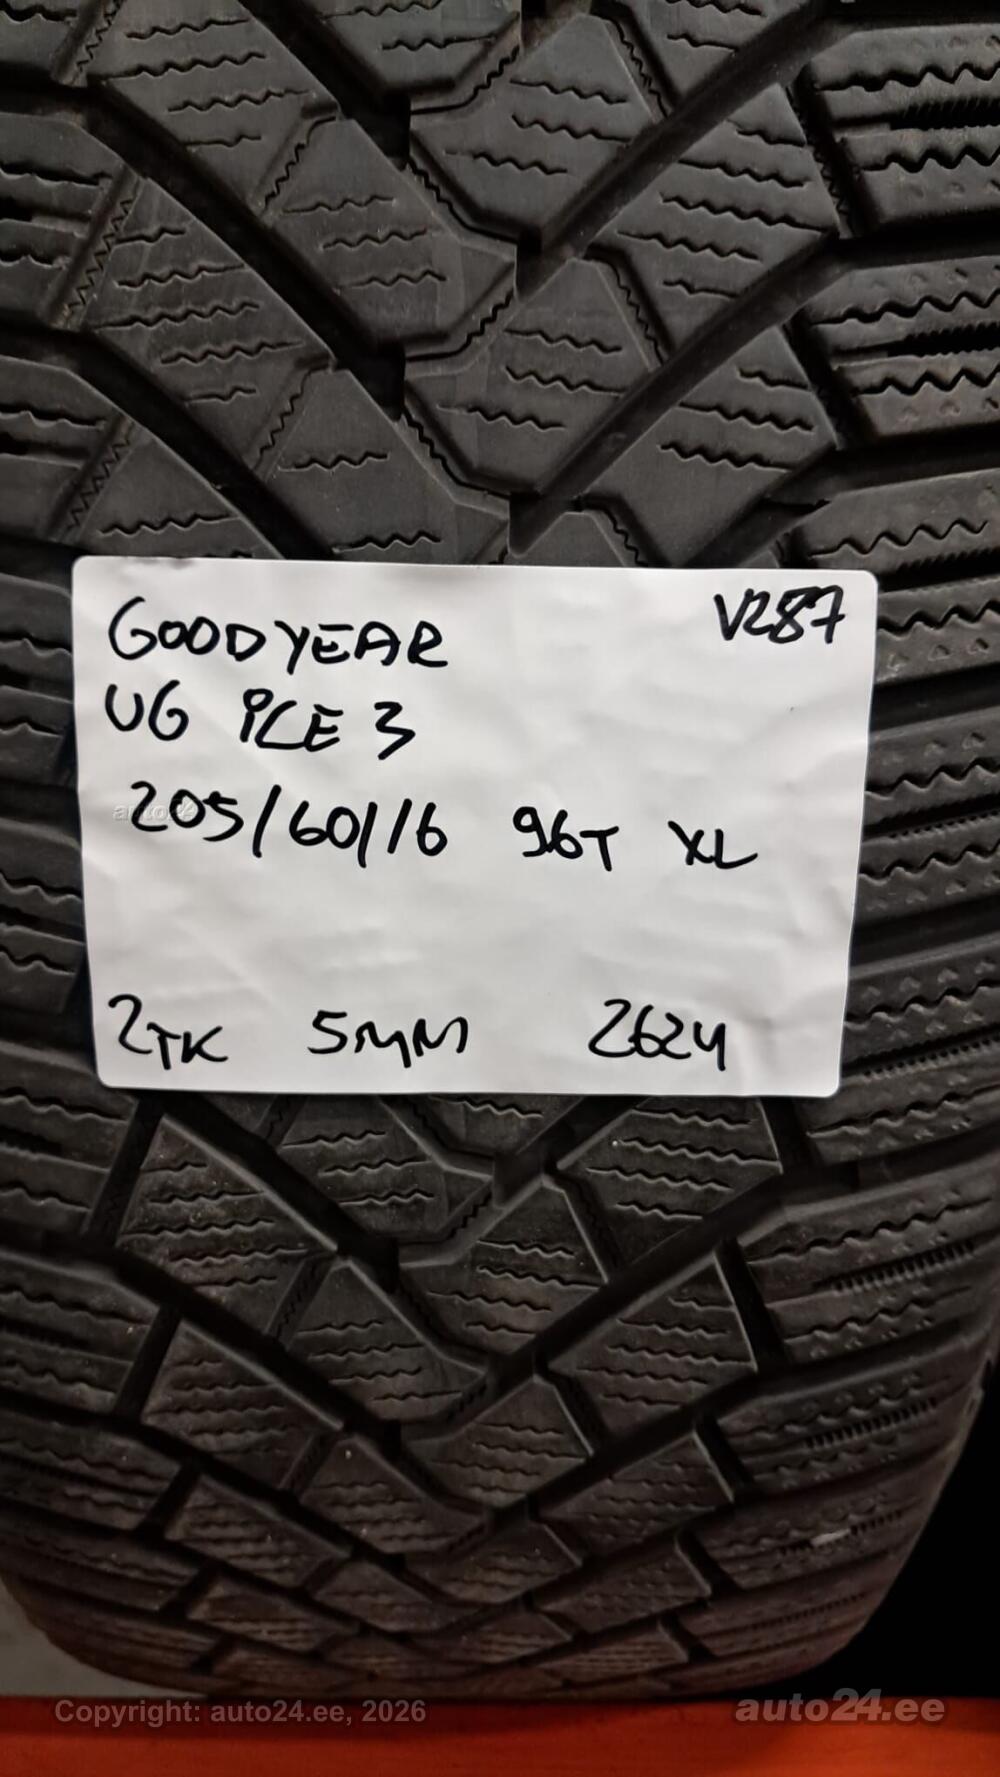 GOODYEAR V287
UG ICE 3
205/60/16 96T XL
2TK 5MM 2624
Copyright: auto24.ee, 2026
auto24.ee